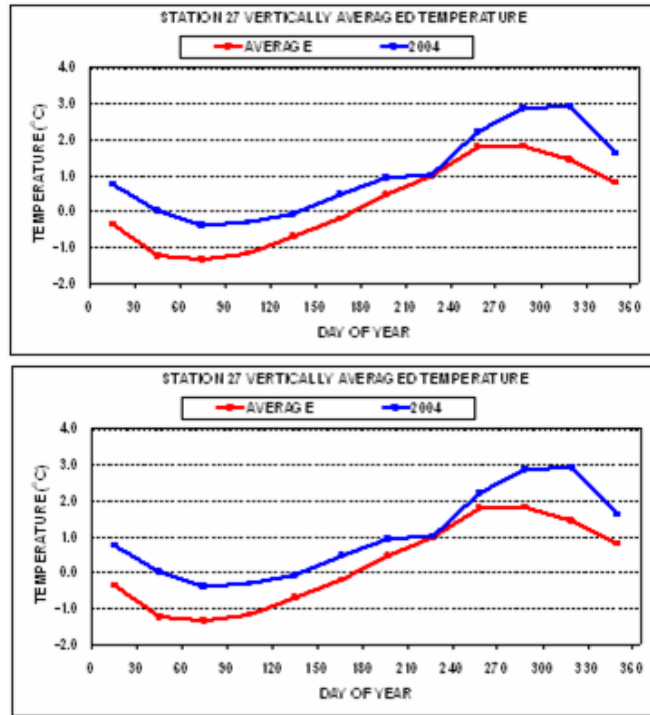 STATION 27 VERTICALLY AVERAGED TEMPERATURE
AVERAGE 2004
4.0
3.0
2.0
1.0
0.0
-1.0
-2.0
TEMPERATURE (°C)
0 30 60 90 120 150 180 210 240 270 300 330 360
DAY OF YEAR
STATION 27 VERTICALLY AVERAGED TEMPERATURE
AVERAGE 2004
4.0
3.0
2.0
1.0
0.0
-1.0
-2.0
TEMPERATURE (°C)
0 30 60 90 120 150 180 210 240 270 300 330 360
DAY OF YEAR